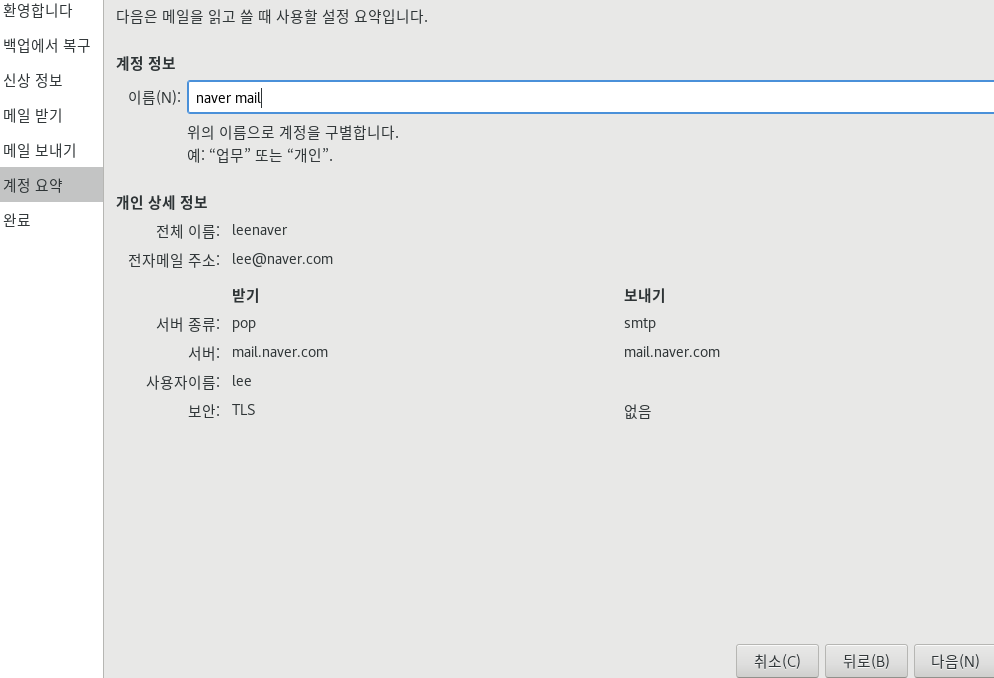 환영합니다
백업에서 복구
신상 정보
메일 받기
메일 보내기
계정 요약
완료
다음은 메일을 읽고 쓸 때 사용할 설정 요약입니다.
계정 정보
이름(N): naver mail
위의 이름으로 계정을 구별합니다.
예: “업무” 또는 “개인”.
개인 상세 정보
전체 이름: leenaver
전자메일 주소: lee@naver.com
받기 보내기
서버 종류: pop smtp
서버: mail.naver.com mail.naver.com
사용자이름: lee
보안: TLS 없음
취소(C) 뒤로(B) 다음(N)